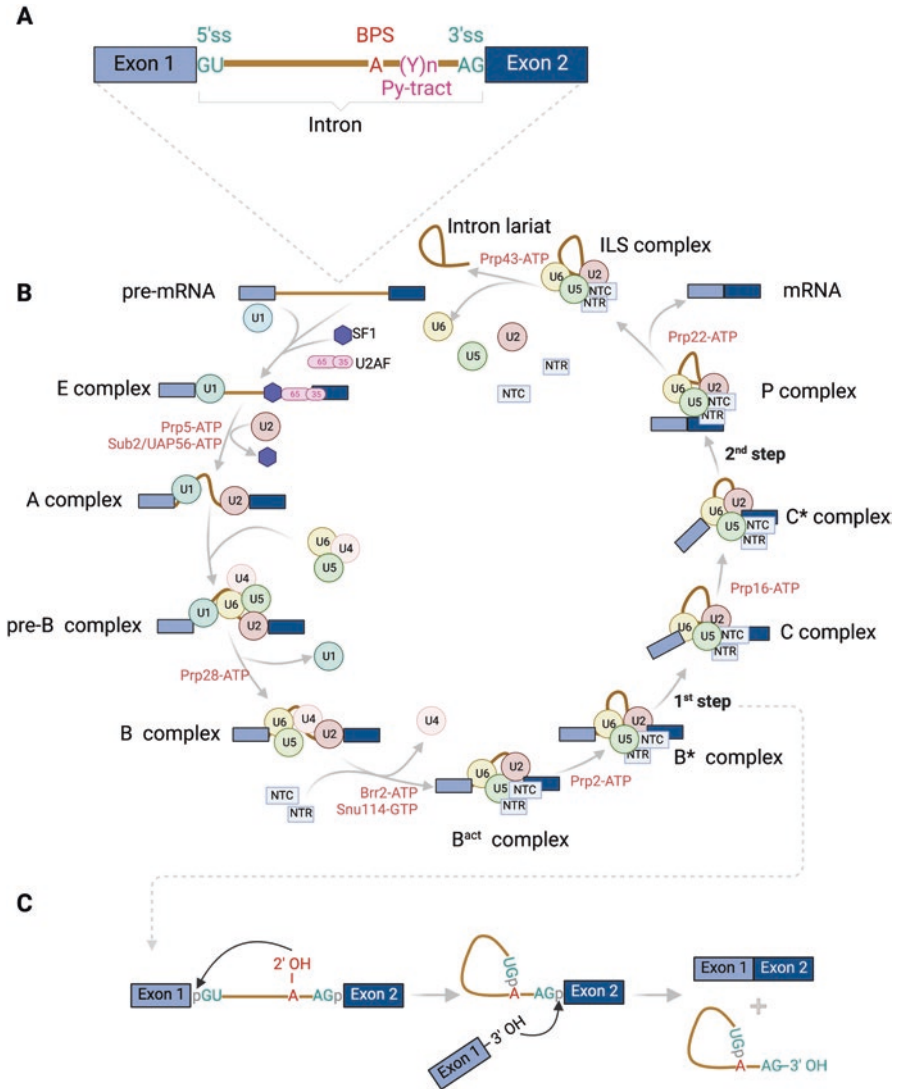 A
5'ss
BPS
3'ss
Exon 1
GU
A
(Y)n
AG
Exon 2
Py-tract
Intron
B
Intron lariat
ILS complex
Prp43-ATP
U6
U2
U5
NTC
NTR
pre-mRNA
mRNA
U1
U6
U2
U5
NTR
NTC
Prp22-ATP
SF1
65
35
U2AF
E complex
U1
65
35
P complex
U6
U2
U5
NTC
NTR
Prp5-ATP
Sub2/UAP56-ATP
U2
2nd step
A complex
U1
U2
C* complex
U6
U2
U5
NTC
NTR
U6
U4
U5
Prp16-ATP
pre-B complex
U4
U1
U6
U5
U2
C complex
U6
U2
U5
NTC
NTR
Prp28-ATP
U1
1st step
B complex
U6
U4
U5
U2
U4
B* complex
U6
U2
U5
NTC
NTR
NTC
NTR
Brr2-ATP
Snu114-GTP
U6
U2
U5
NTC
NTR
Prp2-ATP
Bact complex
C
2' OH
Exon 1
pGU
A
AGp
Exon 2
UGp
A
AGp
Exon 2
Exon 1
3' OH
Exon 1
Exon 2
+
UGp
A
AG-3' OH